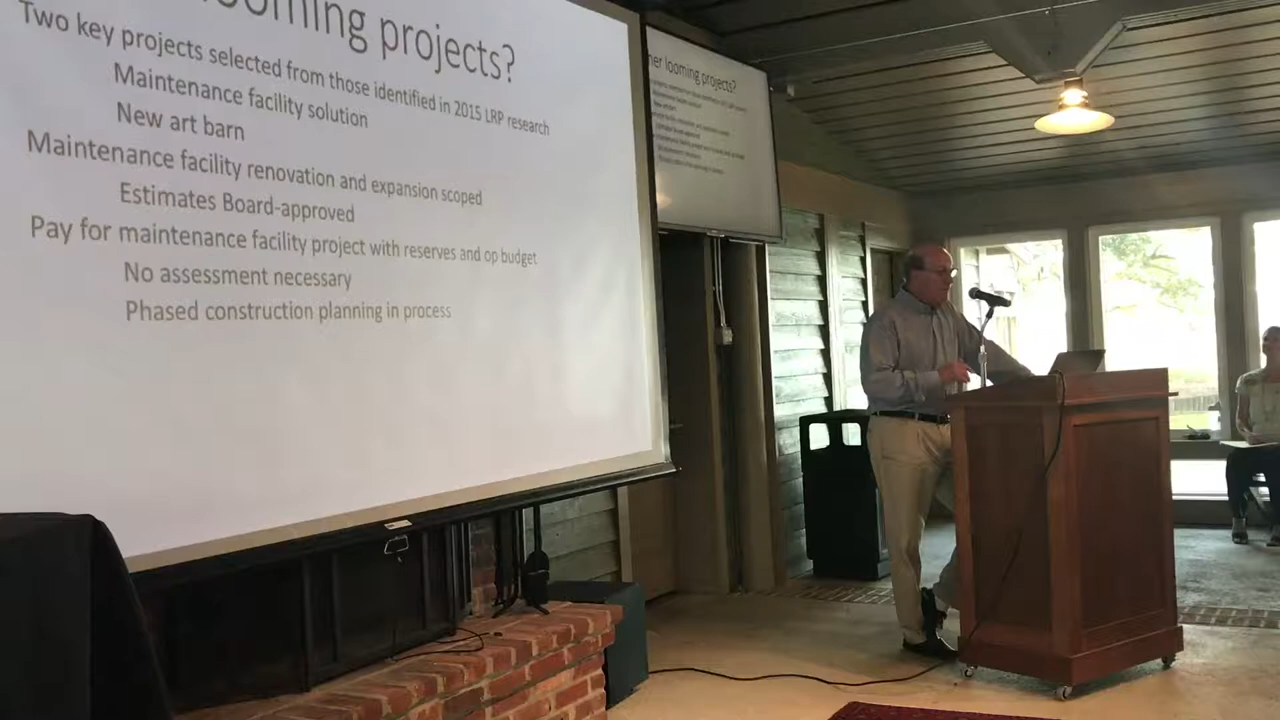 looming projects?
Two key projects selected from those identified in 2015 LRP research
Maintenance facility solution
New art barn
Maintenance facility renovation and expansion scoped
Estimates Board-approved
Pay for maintenance facility project with reserves and op budget
No assessment necessary
Phased construction planning in process
looming projects?